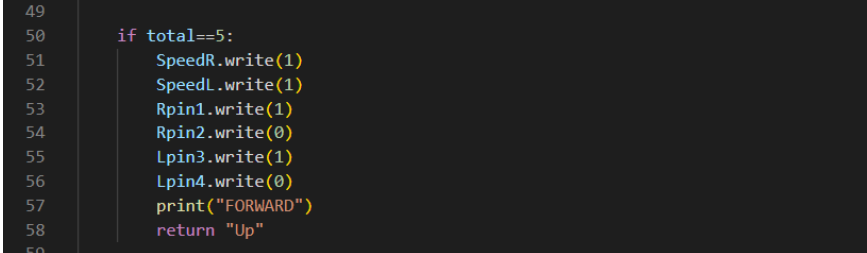 49
50 if total==5:
51 SpeedR.write(1)
52 SpeedL.write(1)
53 Rpin1.write(1)
54 Rpin2.write(0)
55 Lpin3.write(1)
56 Lpin4.write(0)
57 print("FORWARD")
58 return "Up"
59